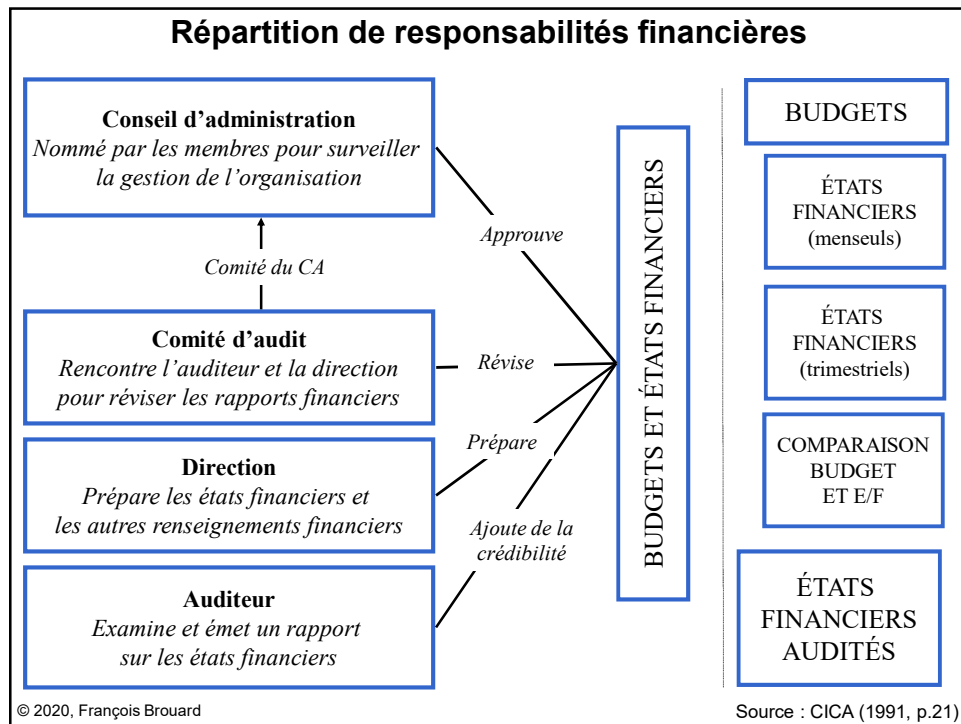 Répartition de responsabilités financières
Conseil d'administration
Nommé par les membres pour surveiller
la gestion de l'organisation
Comité du CA
Comité d'audit
Rencontre l'auditeur et la direction
pour réviser les rapports financiers
Direction
Prépare les états financiers et
les autres renseignements financiers
Auditeur
Examine et émet un rapport
sur les états financiers
Approuve
Révise
Prépare
Ajoute de la
crédibilité
BUDGETS ET ÉTATS FINANCIERS
BUDGETS
ÉTATS
FINANCIERS
(menseuls)
ÉTATS
FINANCIERS
(trimestriels)
COMPARAISON
BUDGET
ET E/F
ÉTATS
FINANCIERS
AUDITÉS
© 2020, François Brouard
Source : CICA (1991, p.21)